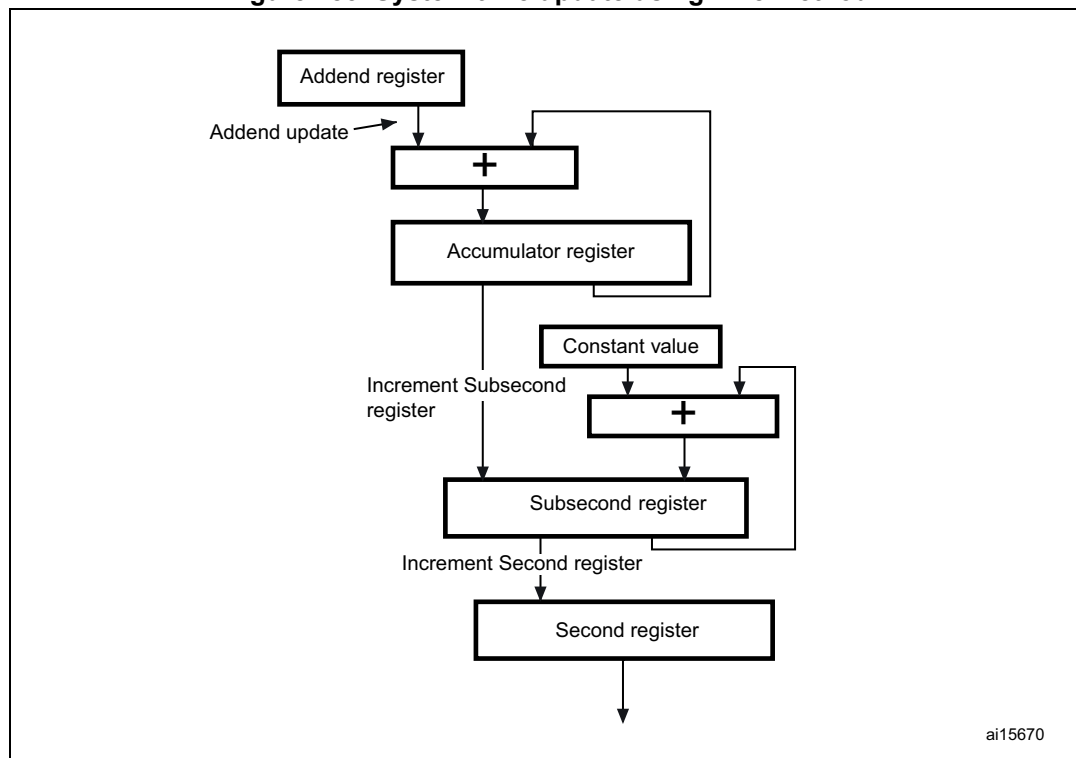 Addend register
Addend update
+
Accumulator register
Constant value
Increment Subsecond
register
+
Subsecond register
Increment Second register
Second register
ai15670